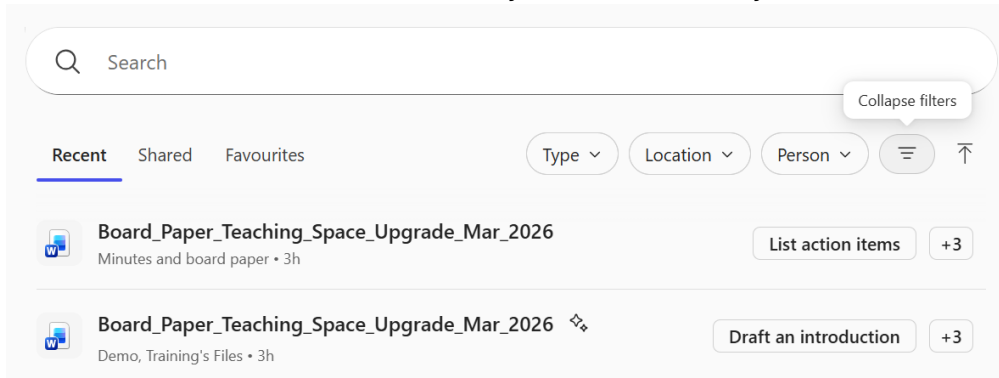 Search
Collapse filters
Recent Shared Favourites Type Location Person
Board_Paper_Teaching_Space_Upgrade_Mar_2026
Minutes and board paper • 3h
List action items +3
Board_Paper_Teaching_Space_Upgrade_Mar_2026
Demo, Training's Files • 3h
Draft an introduction +3